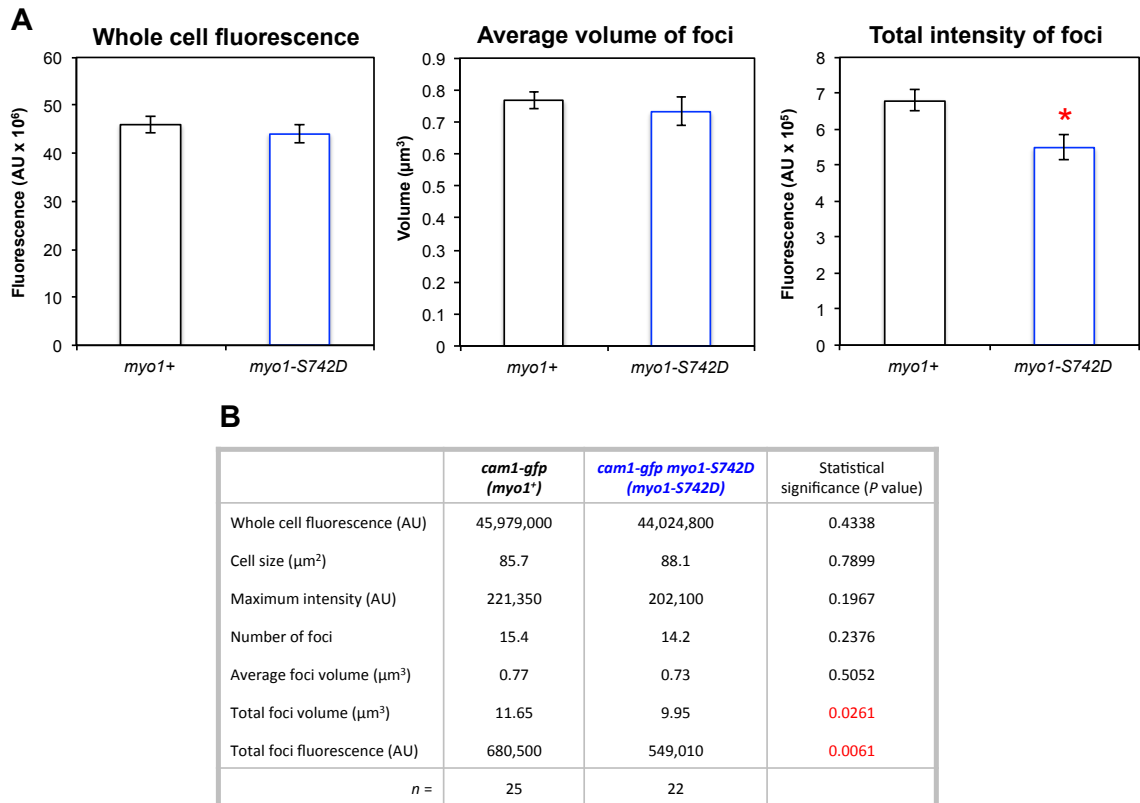 A
Whole cell fluorescence
Fluorescence (AU x 10⁶)
60
50
40
30
20
10
0
myo1+ myo1-S742D
Average volume of foci
Volume (μm³)
0.9
0.8
0.7
0.6
0.5
0.4
0.3
0.2
0.1
0
myo1+ myo1-S742D
Total intensity of foci
Fluorescence (AU x 10⁵)
8
7
6
5
4
3
2
1
0
*
myo1+ myo1-S742D
B
cam1-gfp (myo1⁺) cam1-gfp myo1-S742D (myo1-S742D) Statistical significance (P value)
Whole cell fluorescence (AU) 45,979,000 44,024,800 0.4338
Cell size (μm²) 85.7 88.1 0.7899
Maximum intensity (AU) 221,350 202,100 0.1967
Number of foci 15.4 14.2 0.2376
Average foci volume (μm³) 0.77 0.73 0.5052
Total foci volume (μm³) 11.65 9.95 0.0261
Total foci fluorescence (AU) 680,500 549,010 0.0061
n = 25 22